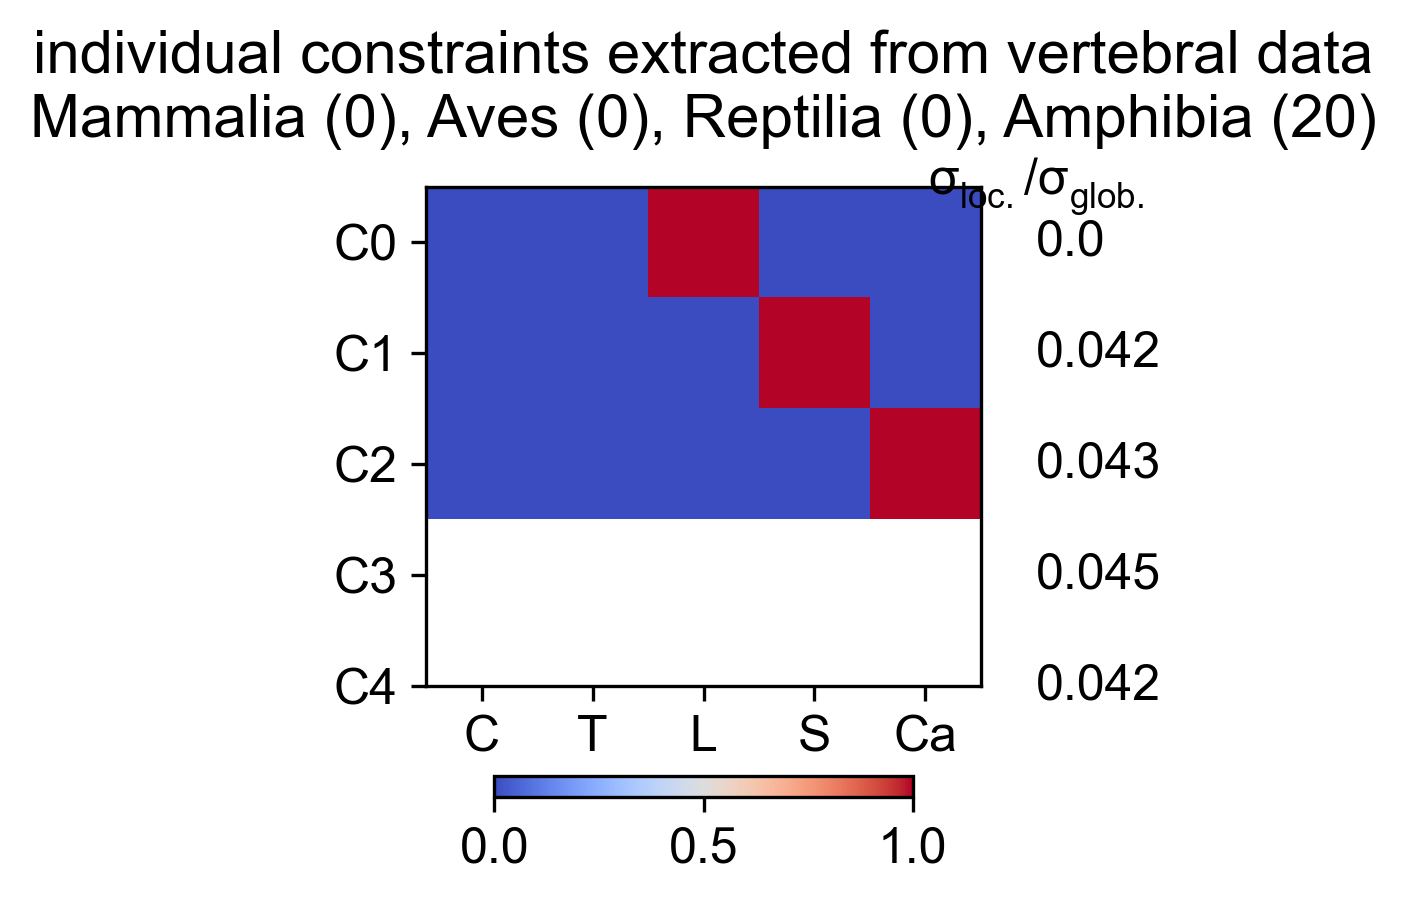 individual constraints extracted from vertebral data
Mammalia (0), Aves (0), Reptilia (0), Amphibia (20)
σloc. /σglob.
C0 0.0
C1 0.042
C2 0.043
C3 0.045
C4 0.042
C T L S Ca
0.0 0.5 1.0